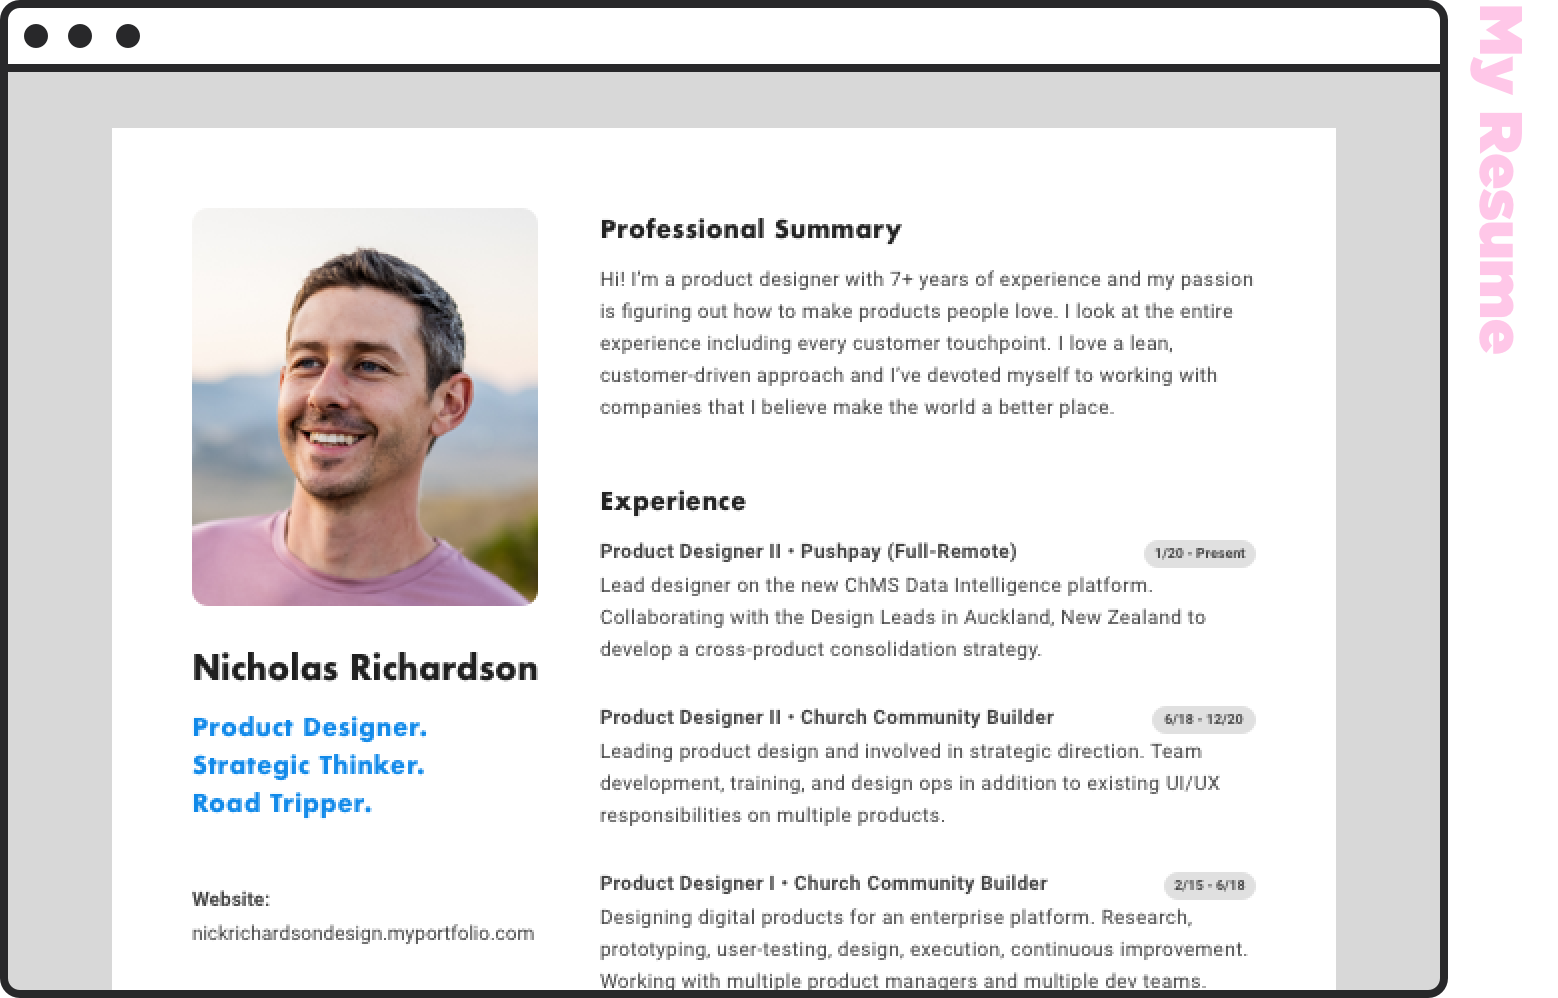 My Resume
Nicholas Richardson
Product Designer.
Strategic Thinker.
Road Tripper.
Website:
nickrichardsondesign.myportfolio.com
Professional Summary
Hi! I'm a product designer with 7+ years of experience and my passion
is figuring out how to make products people love. I look at the entire
experience including every customer touchpoint. I love a lean,
customer-driven approach and I've devoted myself to working with
companies that I believe make the world a better place.
Experience
Product Designer II • Pushpay (Full-Remote) 1/20 - Present
Lead designer on the new ChMS Data Intelligence platform.
Collaborating with the Design Leads in Auckland, New Zealand to
develop a cross-product consolidation strategy.
Product Designer II • Church Community Builder 6/18 - 12/20
Leading product design and involved in strategic direction. Team
development, training, and design ops in addition to existing UI/UX
responsibilities on multiple products.
Product Designer I • Church Community Builder 2/15 - 6/18
Designing digital products for an enterprise platform. Research,
prototyping, user-testing, design, execution, continuous improvement.
Working with multiple product managers and multiple dev teams.